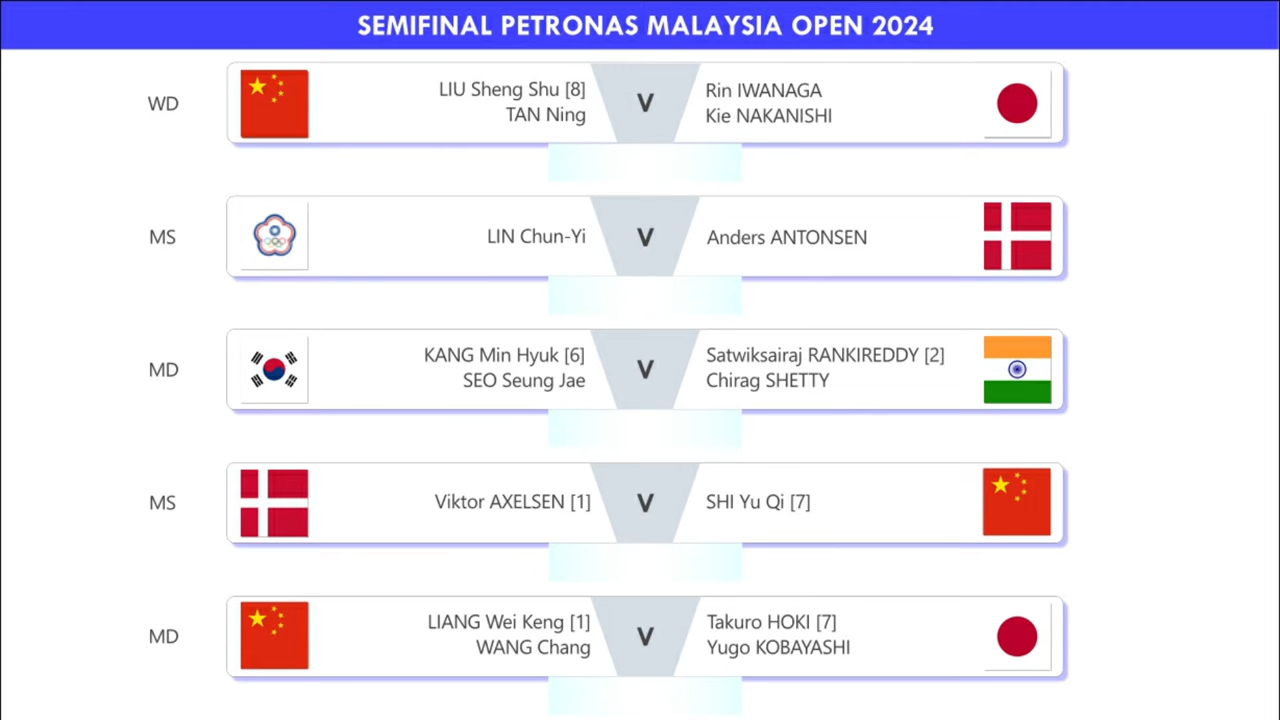 SEMIFINAL PETRONAS MALAYSIA OPEN 2024
WD
LIU Sheng Shu [8]
TAN Ning
V
Rin IWANAGA
Kie NAKANISHI
MS
LIN Chun-Yi
V
Anders ANTONSEN
MD
KANG Min Hyuk [6]
SEO Seung Jae
V
Satwiksairaj RANKIREDDY [2]
Chirag SHETTY
MS
Viktor AXELSEN [1]
V
SHI Yu Qi [7]
MD
LIANG Wei Keng [1]
WANG Chang
V
Takuro HOKI [7]
Yugo KOBAYASHI